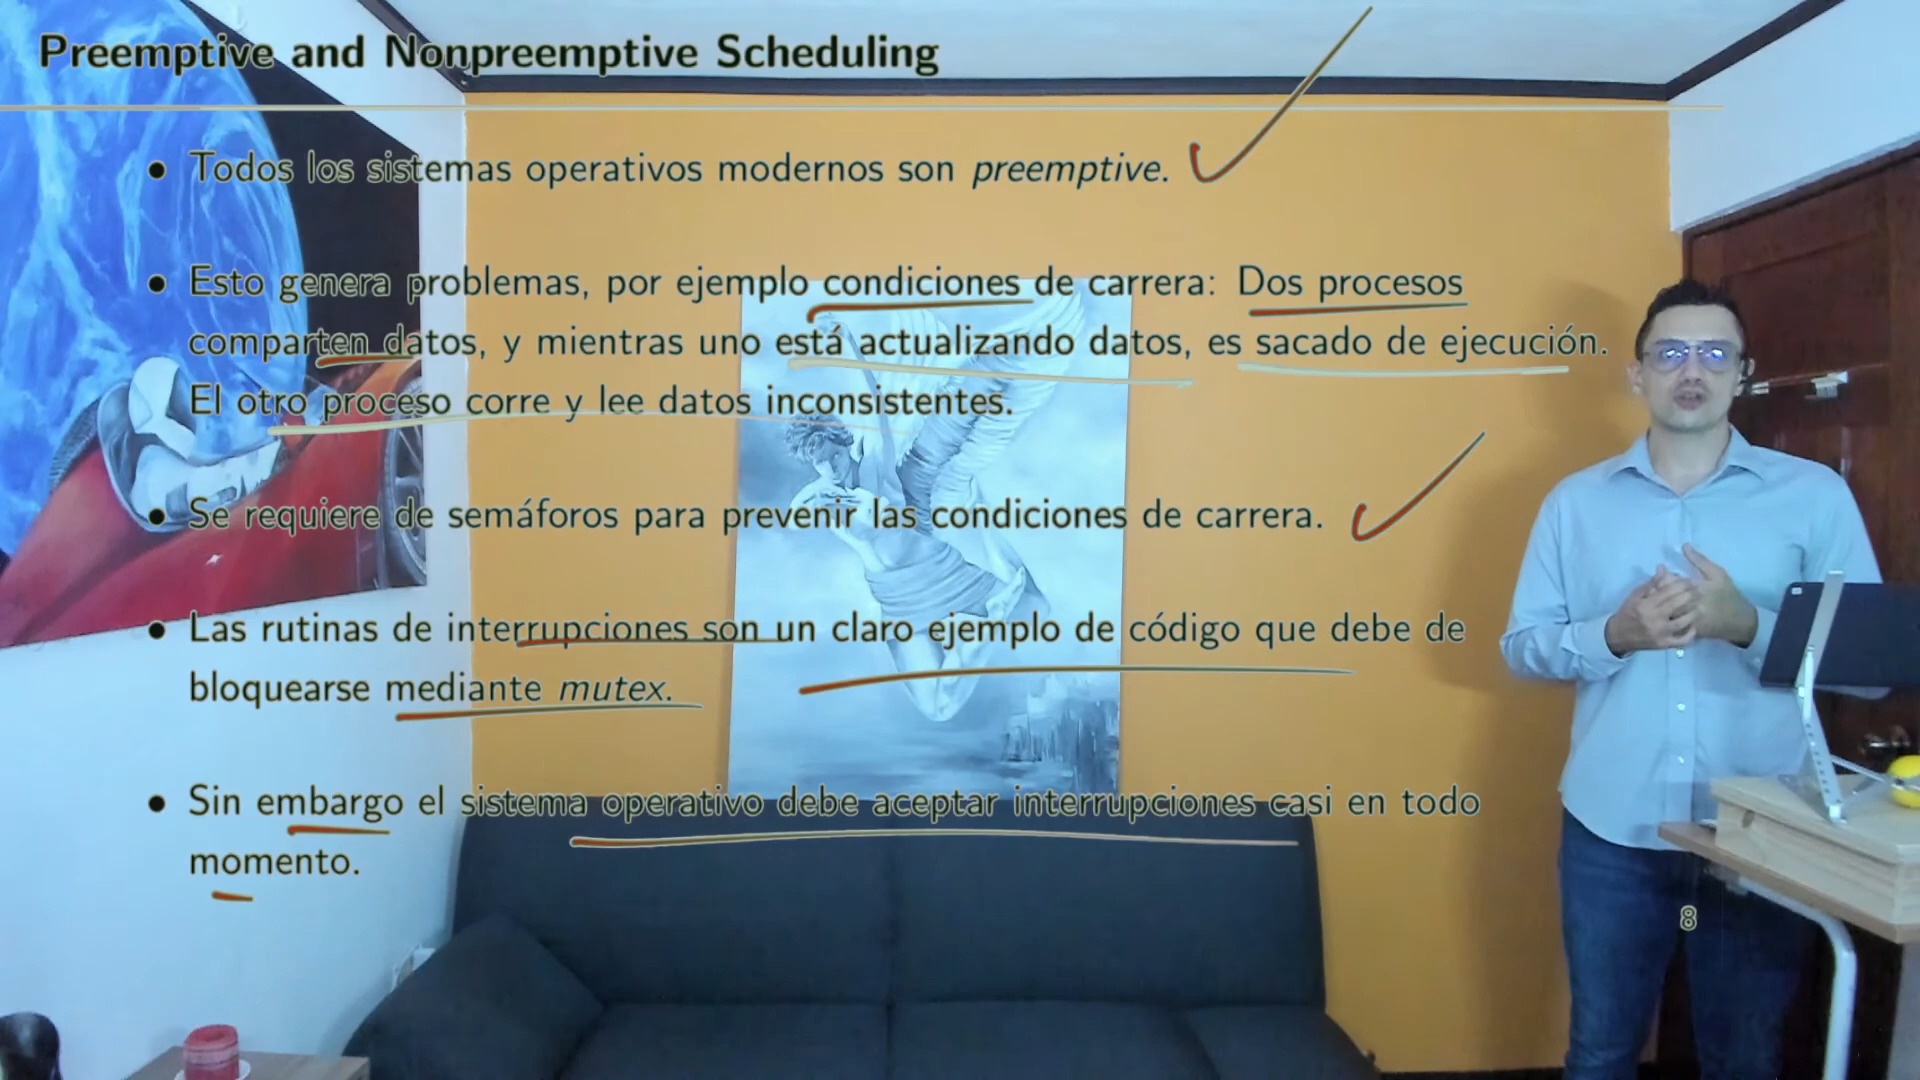 Preemptive and Nonpreemptive Scheduling
• Todos los sistemas operativos modernos son preemptive.
• Esto genera problemas, por ejemplo condiciones de carrera: Dos procesos
comparten datos, y mientras uno está actualizando datos, es sacado de ejecución.
El otro proceso corre y lee datos inconsistentes.
• Se requiere de semáforos para prevenir las condiciones de carrera.
• Las rutinas de interrupciones son un claro ejemplo de código que debe de
bloquearse mediante mutex.
• Sin embargo el sistema operativo debe aceptar interrupciones casi en todo
momento.
8